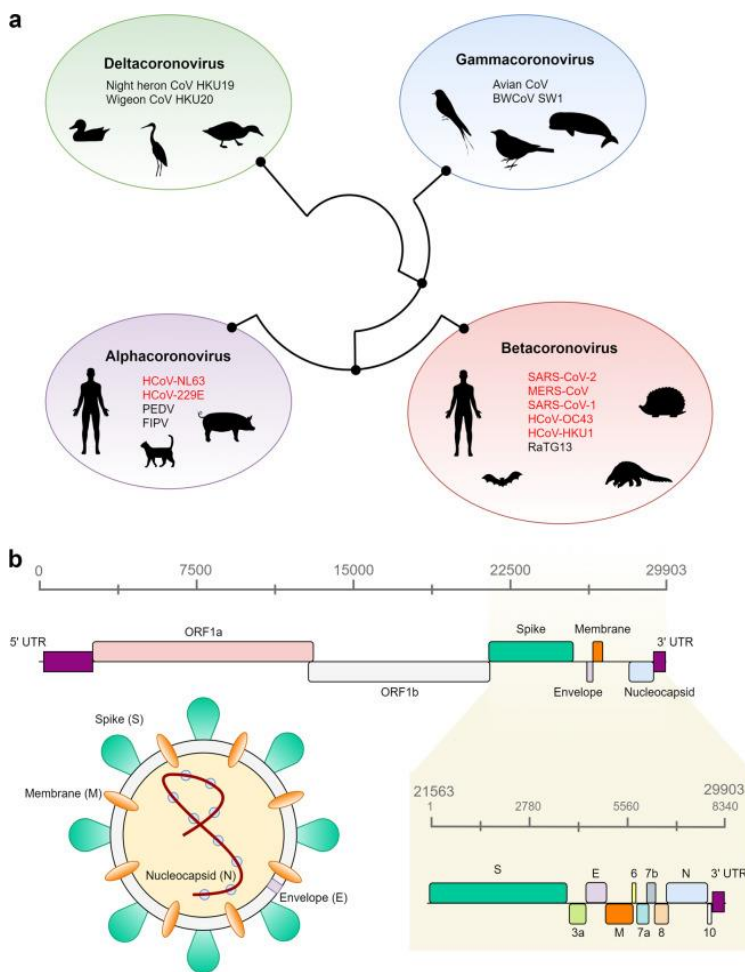 a
Deltacoronovirus
Night heron CoV HKU19
Wigeon CoV HKU20
Gammacoronovirus
Avian CoV
BWCoV SW1
Alphacoronovirus
HCoV-NL63
HCoV-229E
PEDV
FIPV
Betacoronovirus
SARS-CoV-2
MERS-CoV
SARS-CoV-1
HCoV-OC43
HCoV-HKU1
RaTG13
b
0 7500 15000 22500 29903
5' UTR
ORF1a
ORF1b
Spike
Membrane
3' UTR
Envelope
Nucleocapsid
Spike (S)
Membrane (M)
Nucleocapsid (N)
Envelope (E)
21563 29903
1 2780 5560 8340
S E 6 7b N 3' UTR
3a M 7a 8 10